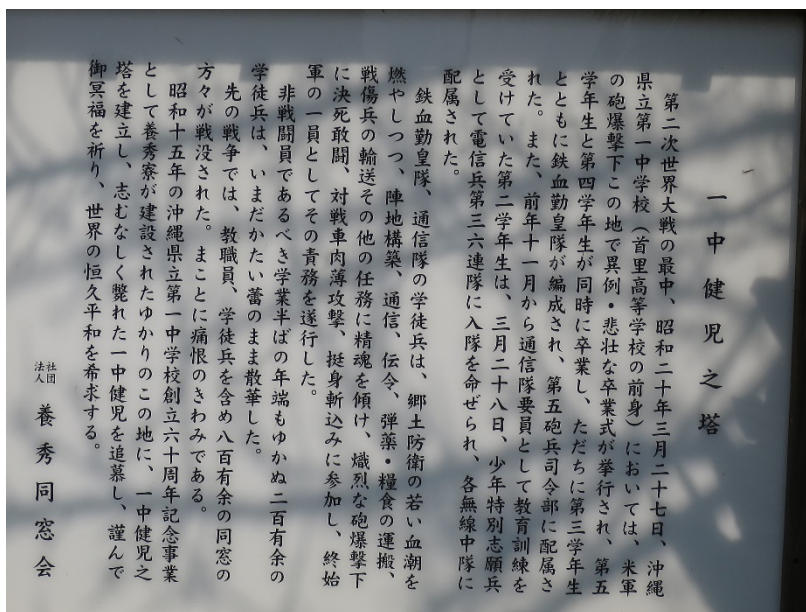 一中健児之塔
第二次世界大戦の最中、昭和二十年三月二十七日、沖縄
県立第一中学校（首里高等学校の前身）においては、米軍
の砲爆撃下この地で異例・悲壮な卒業式が挙行され、第五
学年生と第四学年生が同時に卒業し、ただちに第三学年生
とともに鉄血勤皇隊が編成され、第五砲兵司令部に配属さ
れた。また、前年十一月から通信隊要員として教育訓練を
受けていた第二学年生は、三月二十八日、少年特別志願兵
として電信兵第三六連隊に入隊を命ぜられ、各無線中隊に
配属された。
鉄血勤皇隊、通信隊の学徒兵は、郷土防衛の若い血潮を
燃やしつつ、陣地構築、通信、伝令、弾薬・糧食の運搬、
戦傷兵の輸送その他の任務に精魂を傾け、熾烈な砲爆撃下
に決死敢闘、対戦車肉薄攻撃、挺身斬込みに参加し、終始
軍の一員としてその責務を遂行した。
非戦闘員であるべき学業半ばの年端もゆかぬ二百有余の
学徒兵は、いまだかたい蕾のまま散華した。
先の戦争では、教職員、学徒兵を含め八百有余の同窓の
方々が戦没された。まことに痛恨のきわみである。
昭和十五年の沖縄県立第一中学校創立六十周年記念事業
として養秀寮が建設されたゆかりのこの地に、一中健児之
塔を建立し、志むなしく斃れた一中健児を追慕し、謹んで
御冥福を祈り、世界の恒久平和を希求する。
社団法人 養秀同窓会